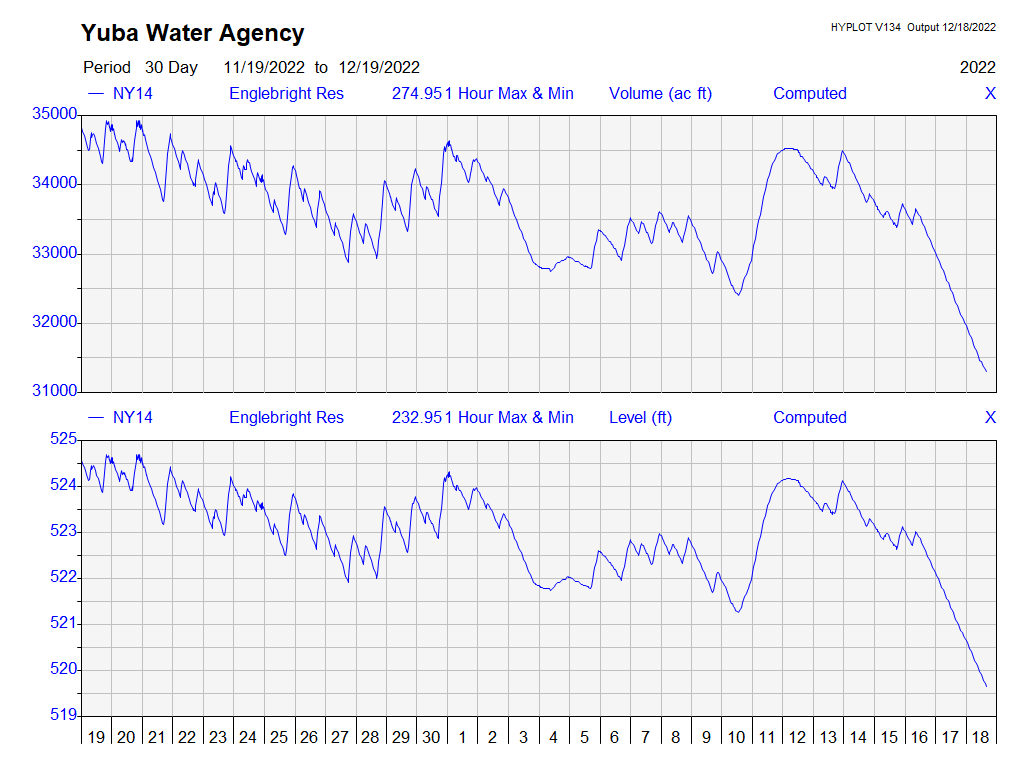 Yuba Water Agency
HYPLOT V134 Output 12/18/2022
Period 30 Day 11/19/2022 to 12/19/2022 2022
NY14 Englebright Res 274.951 Hour Max & Min Volume (ac ft) Computed X
35000
34000
33000
32000
31000
NY14 Englebright Res 232.951 Hour Max & Min Level (ft) Computed X
525
524
523
522
521
520
519
19 20 21 22 23 24 25 26 27 28 29 30 1 2 3 4 5 6 7 8 9 10 11 12 13 14 15 16 17 18